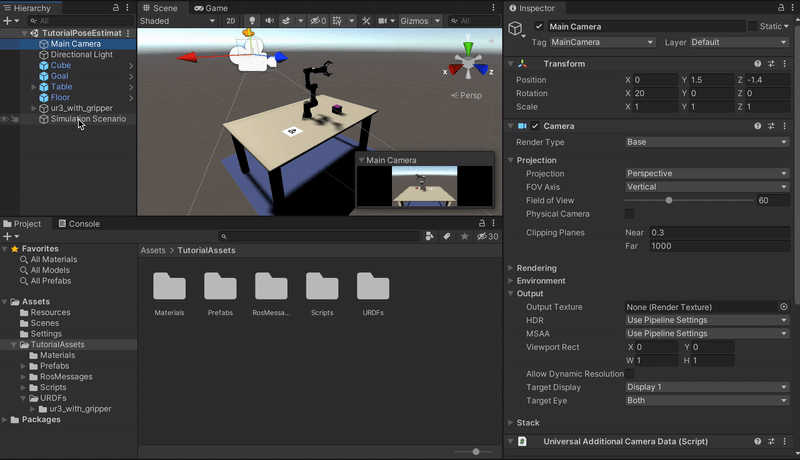 Hierarchy
All
TutorialPoseEstimat
Main Camera
Directional Light
Cube
Goal
Table
Floor
ur3_with_gripper
Simulation Scenario
Scene
Game
Shaded
2D
0
Gizmos
All
y
x
z
Persp
Main Camera
Project
Console
30
Favorites
All Materials
All Models
All Prefabs
Assets
Resources
Scenes
Settings
TutorialAssets
Materials
Prefabs
RosMessages
Scripts
URDFs
ur3_with_gripper
Packages
Assets > TutorialAssets
Materials
Prefabs
RosMessa...
Scripts
URDFs
Inspector
Main Camera
Static
Tag MainCamera Layer Default
Transform
Position X 0 Y 1.5 Z -1.4
Rotation X 20 Y 0 Z 0
Scale X 1 Y 1 Z 1
Camera
Render Type Base
Projection
Projection Perspective
FOV Axis Vertical
Field of View 60
Physical Camera
Clipping Planes Near 0.3
Far 1000
Rendering
Environment
Output
Output Texture None (Render Texture)
HDR Use Pipeline Settings
MSAA Use Pipeline Settings
Viewport Rect X 0 Y 0
W 1 H 1
Allow Dynamic Resolution
Target Display Display 1
Target Eye Both
Stack
Universal Additional Camera Data (Script)